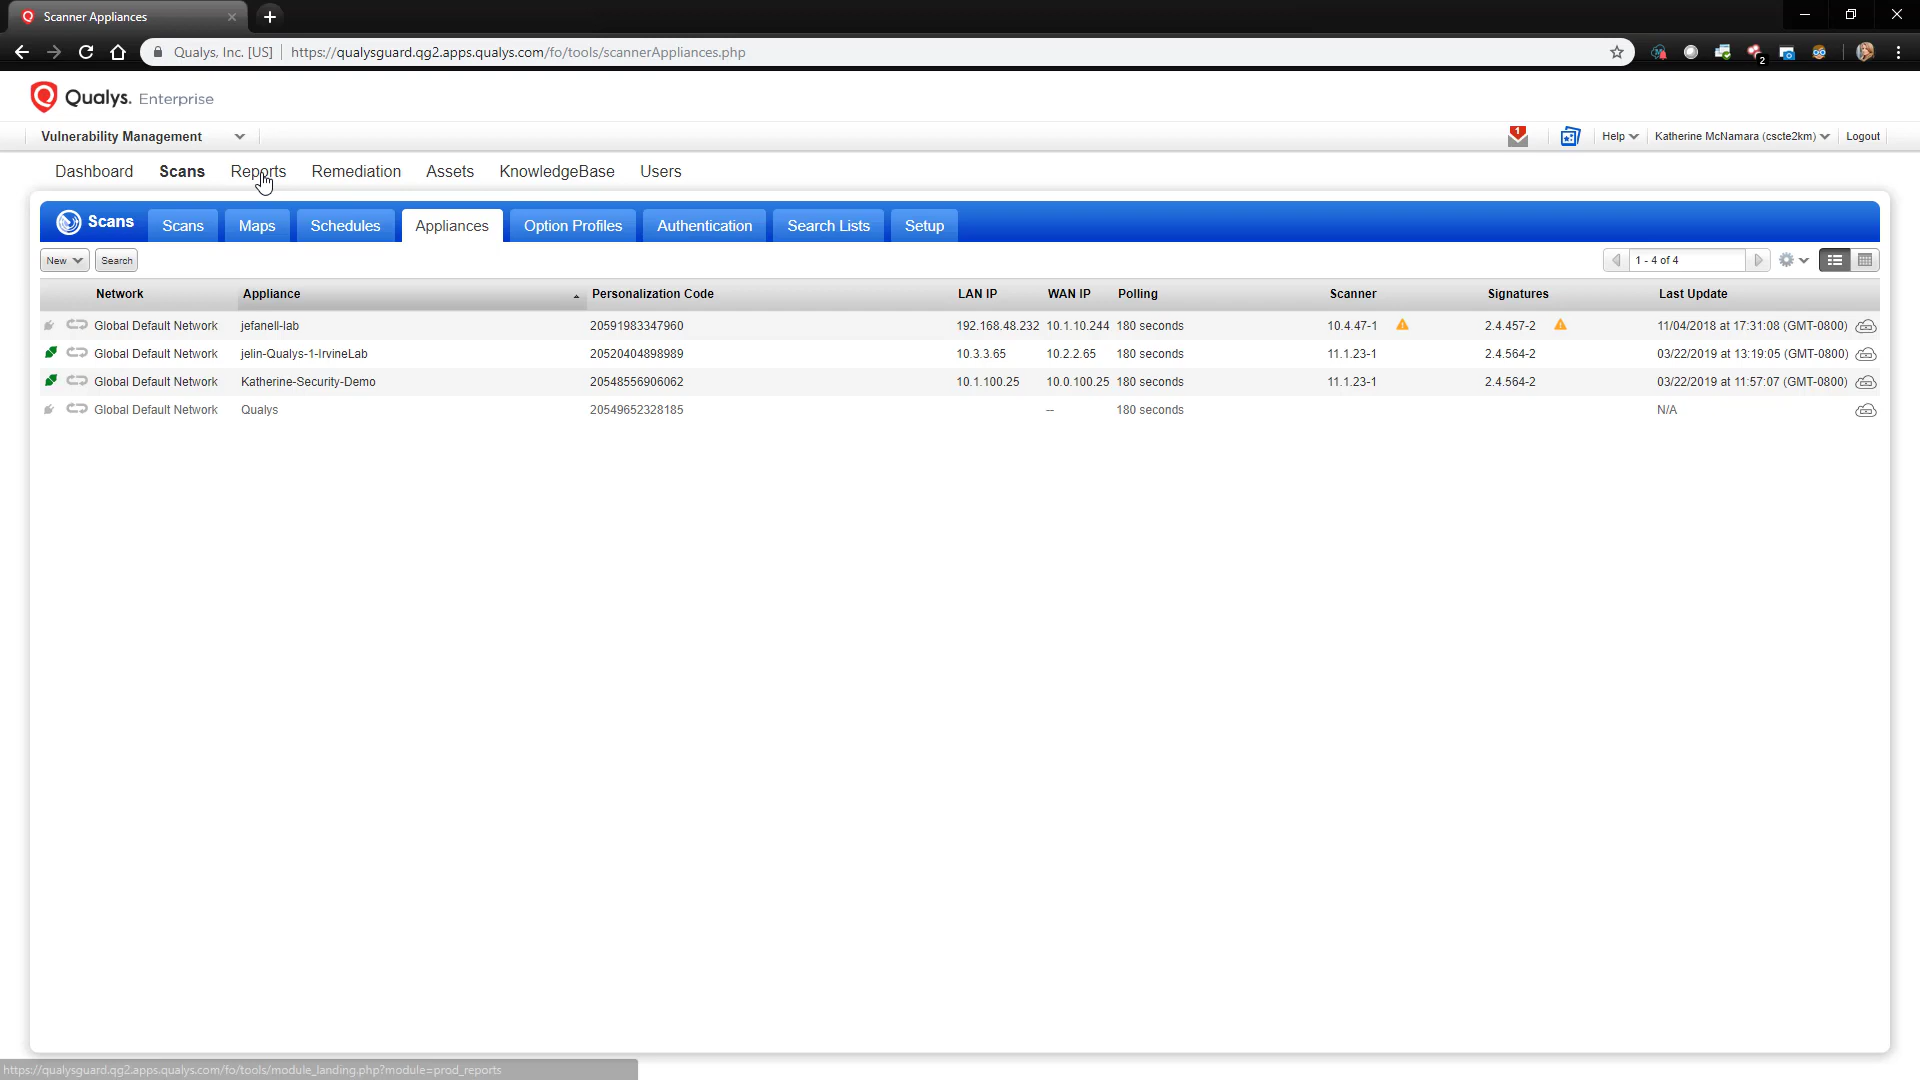 Scanner Appliances
Qualys, Inc. [US] https://qualysguard.qg2.apps.qualys.com/fo/tools/scannerAppliances.php
2
Qualys. Enterprise
Vulnerability Management
1
Help
Katherine McNamara (cscte2km)
Logout
Dashboard Scans Reports Remediation Assets KnowledgeBase Users
Scans Scans Maps Schedules Appliances Option Profiles Authentication Search Lists Setup
New Search 1 - 4 of 4
Network Appliance Personalization Code LAN IP WAN IP Polling Scanner Signatures Last Update
Global Default Network jefanell-lab 20591983347960 192.168.48.232 10.1.10.244 180 seconds 10.4.47-1 2.4.457-2 11/04/2018 at 17:31:08 (GMT-0800)
Global Default Network jelin-Qualys-1-IrvineLab 20520404898989 10.3.3.65 10.2.2.65 180 seconds 11.1.23-1 2.4.564-2 03/22/2019 at 13:19:05 (GMT-0800)
Global Default Network Katherine-Security-Demo 20548556906062 10.1.100.25 10.0.100.25 180 seconds 11.1.23-1 2.4.564-2 03/22/2019 at 11:57:07 (GMT-0800)
Global Default Network Qualys 20549652328185 -- 180 seconds N/A
https://qualysguard.qg2.apps.qualys.com/fo/tools/module_landing.php?module=prod_reports